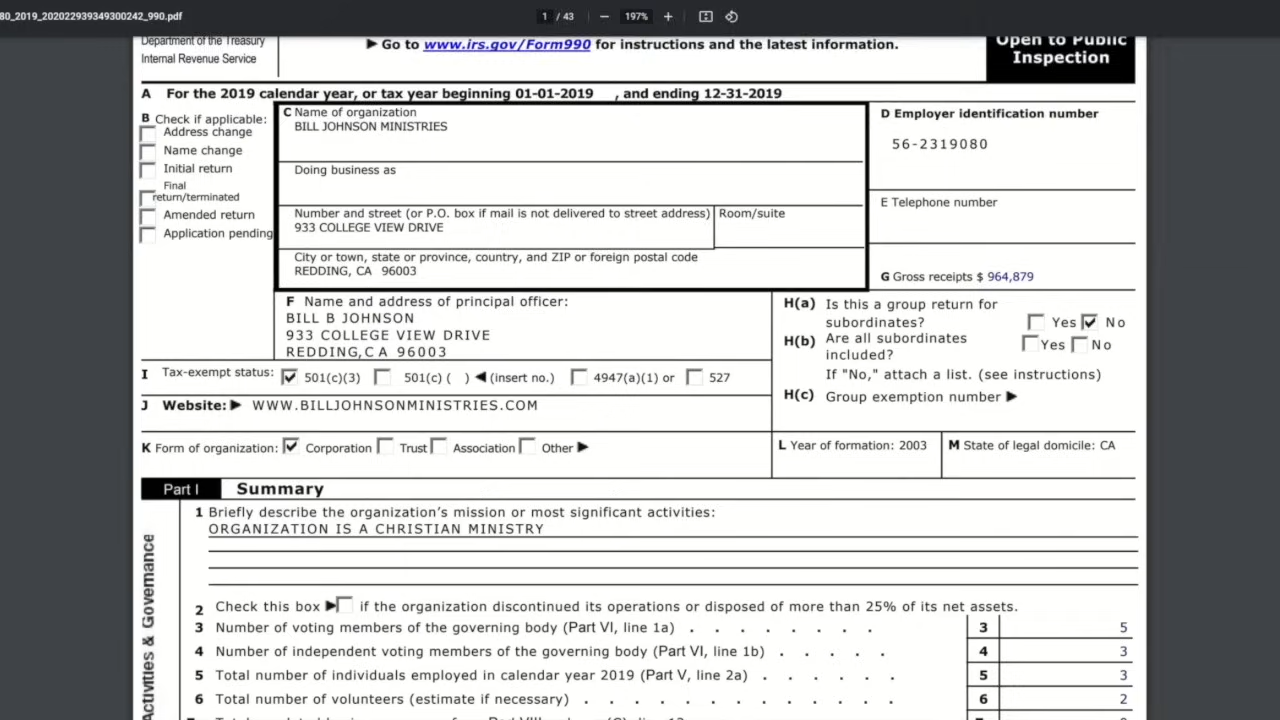 80_2019_202022939349300242_990.pdf
1 / 43 — 197% +
Department of the Treasury
Internal Revenue Service
▶ Go to www.irs.gov/Form990 for instructions and the latest information.
Open to Public
Inspection
A For the 2019 calendar year, or tax year beginning 01-01-2019 , and ending 12-31-2019
B Check if applicable:
Address change
Name change
Initial return
Final
return/terminated
Amended return
Application pending
C Name of organization
BILL JOHNSON MINISTRIES
Doing business as
Number and street (or P.O. box if mail is not delivered to street address) Room/suite
933 COLLEGE VIEW DRIVE
City or town, state or province, country, and ZIP or foreign postal code
REDDING, CA 96003
D Employer identification number
56-2319080
E Telephone number
G Gross receipts $ 964,879
F Name and address of principal officer:
BILL B JOHNSON
933 COLLEGE VIEW DRIVE
REDDING,CA 96003
H(a) Is this a group return for
subordinates? Yes No
H(b) Are all subordinates
included? Yes No
If "No," attach a list. (see instructions)
H(c) Group exemption number ▶
I Tax-exempt status: 501(c)(3) 501(c) ( ) ◀ (insert no.) 4947(a)(1) or 527
J Website: ▶ WWW.BILLJOHNSONMINISTRIES.COM
K Form of organization: Corporation Trust Association Other ▶
L Year of formation: 2003
M State of legal domicile: CA
Part I Summary
Activities & Governance
1 Briefly describe the organization's mission or most significant activities:
ORGANIZATION IS A CHRISTIAN MINISTRY
2 Check this box ▶ if the organization discontinued its operations or disposed of more than 25% of its net assets.
3 Number of voting members of the governing body (Part VI, line 1a) . . . . . . . . 3 5
4 Number of independent voting members of the governing body (Part VI, line 1b) . . . . . 4 3
5 Total number of individuals employed in calendar year 2019 (Part V, line 2a) . . . . . . 5 3
6 Total number of volunteers (estimate if necessary) . . . . . . . . . . . . 6 2